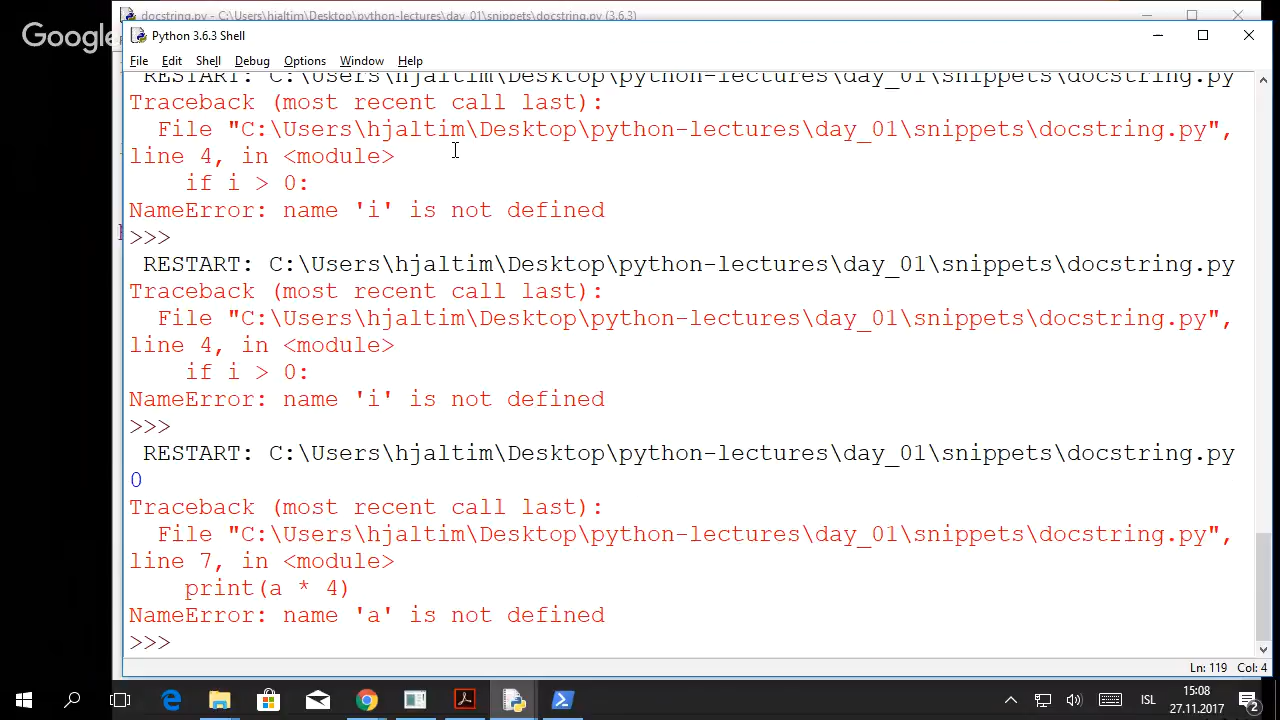 docstring.py - C:\Users\hjaltim\Desktop\python-lectures\day_01\snippets\docstring.py (3.6.3)
Google
Python 3.6.3 Shell
File Edit Shell Debug Options Window Help
RESTART: C:\Users\hjaltim\Desktop\python-lectures\day_01\snippets\docstring.py
Traceback (most recent call last):
File "C:\Users\hjaltim\Desktop\python-lectures\day_01\snippets\docstring.py",
line 4, in <module>
if i > 0:
NameError: name 'i' is not defined
>>>
RESTART: C:\Users\hjaltim\Desktop\python-lectures\day_01\snippets\docstring.py
Traceback (most recent call last):
File "C:\Users\hjaltim\Desktop\python-lectures\day_01\snippets\docstring.py",
line 4, in <module>
if i > 0:
NameError: name 'i' is not defined
>>>
RESTART: C:\Users\hjaltim\Desktop\python-lectures\day_01\snippets\docstring.py
0
Traceback (most recent call last):
File "C:\Users\hjaltim\Desktop\python-lectures\day_01\snippets\docstring.py",
line 7, in <module>
print(a * 4)
NameError: name 'a' is not defined
>>>
Ln: 119 Col: 4
ISL
15:08
27.11.2017
2